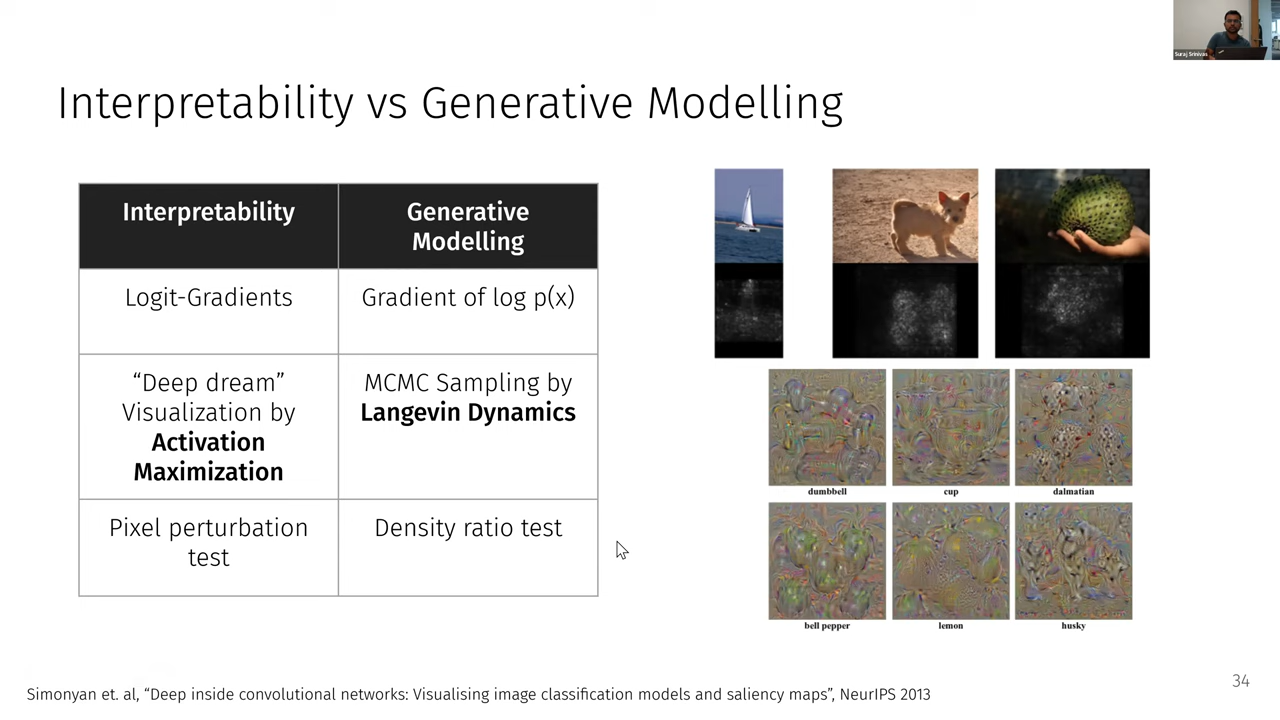 Suraj Srinivas
Interpretability vs Generative Modelling
Interpretability
Generative
Modelling
Logit-Gradients
Gradient of log p(x)
“Deep dream”
Visualization by
Activation
Maximization
MCMC Sampling by
Langevin Dynamics
Pixel perturbation
test
Density ratio test
dumbbell
cup
dalmatian
bell pepper
lemon
husky
Simonyan et. al, “Deep inside convolutional networks: Visualising image classification models and saliency maps”, NeurIPS 2013
34